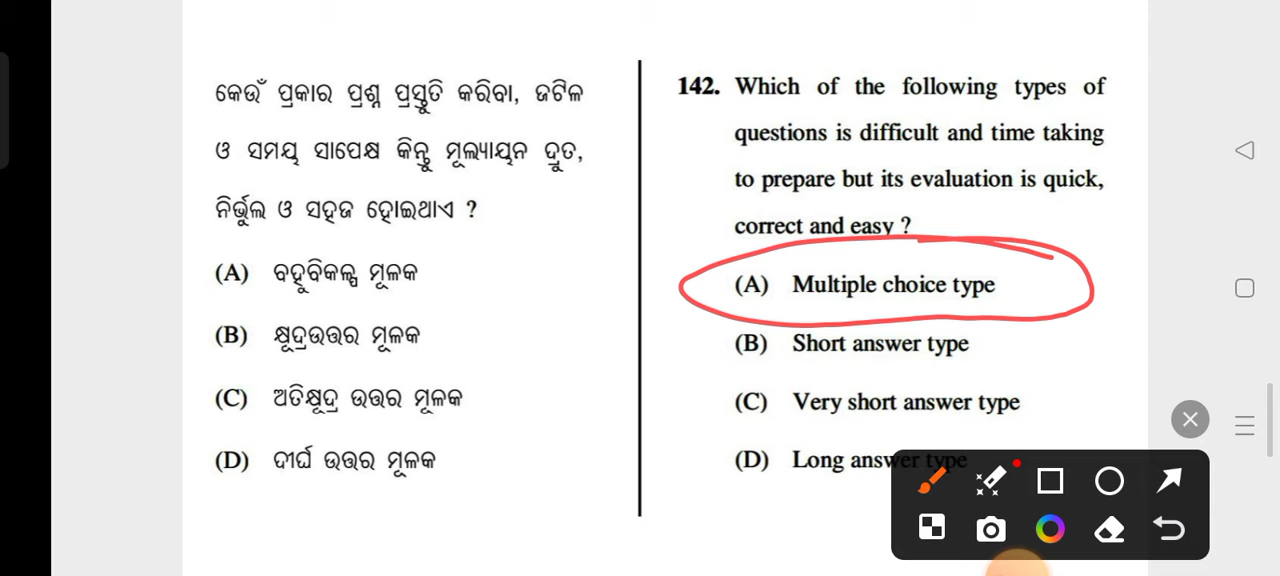 କେଉଁ ପ୍ରକାର ପ୍ରଶ୍ନ ପ୍ରସ୍ତୁତି କରିବା, ଜଟିଳ
ଓ ସମୟ ସାପେକ୍ଷ କିନ୍ତୁ ମୂଲ୍ୟାୟନ ଦ୍ରୁତ,
ନିର୍ଭୁଲ ଓ ସହଜ ହୋଇଥାଏ ?
(A) ବହୁବିକଳ୍ପ ମୂଳକ
(B) କ୍ଷୂଦ୍ରଉତ୍ତର ମୂଳକ
(C) ଅତିକ୍ଷୂଦ୍ର ଉତ୍ତର ମୂଳକ
(D) ଦୀର୍ଘ ଉତ୍ତର ମୂଳକ
142. Which of the following types of
questions is difficult and time taking
to prepare but its evaluation is quick,
correct and easy ?
(A) Multiple choice type
(B) Short answer type
(C) Very short answer type
(D) Long answer type